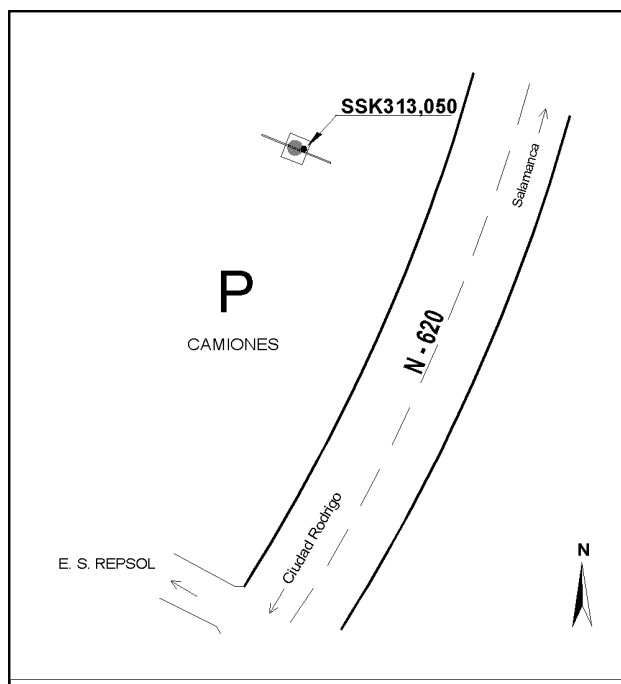 SSK313,050
Salamanca
P
CAMIONES
N - 620
Ciudad Rodrigo
E. S. REPSOL
N